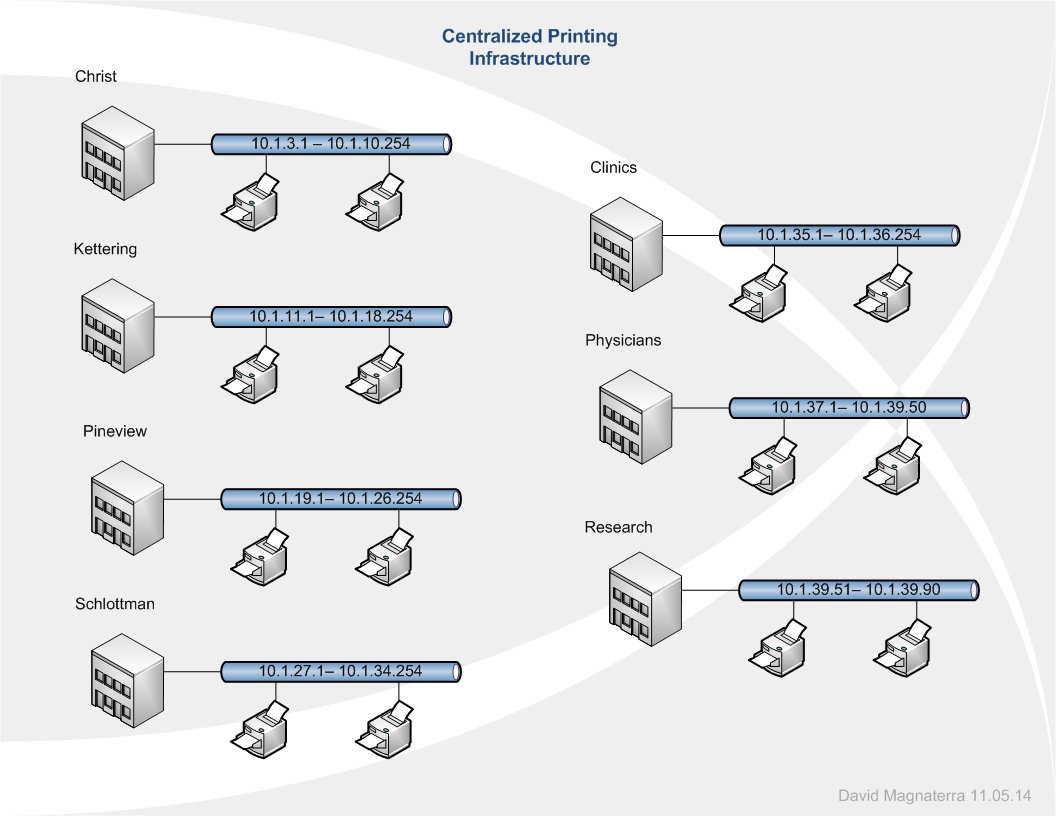 Centralized Printing
Infrastructure
Christ
10.1.3.1 – 10.1.10.254
Kettering
10.1.11.1– 10.1.18.254
Pineview
10.1.19.1– 10.1.26.254
Schlottman
10.1.27.1– 10.1.34.254
Clinics
10.1.35.1– 10.1.36.254
Physicians
10.1.37.1– 10.1.39.50
Research
10.1.39.51– 10.1.39.90
David Magnaterra 11.05.14